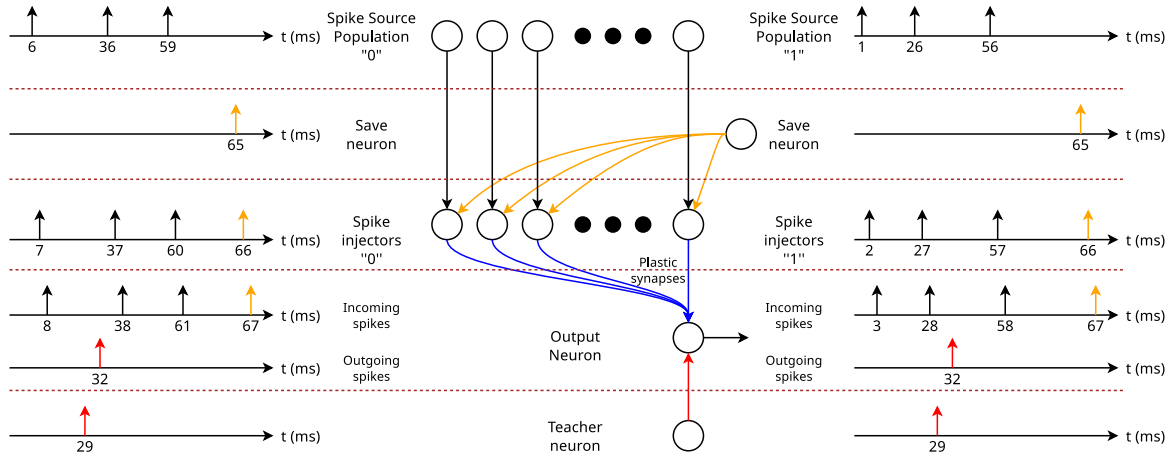 6 36 59 t (ms)
Spike Source
Population
"0"
Spike Source
Population
"1"
1 26 56 t (ms)
65 t (ms)
Save
neuron
Save
neuron
65 t (ms)
7 37 60 66 t (ms)
Spike
injectors
"0"
Spike
injectors
"1"
2 27 57 66 t (ms)
Plastic
synapses
8 38 61 67 t (ms)
Incoming
spikes
Incoming
spikes
3 28 58 67 t (ms)
Output
Neuron
32 t (ms)
Outgoing
spikes
Outgoing
spikes
32 t (ms)
29 t (ms)
Teacher
neuron
29 t (ms)